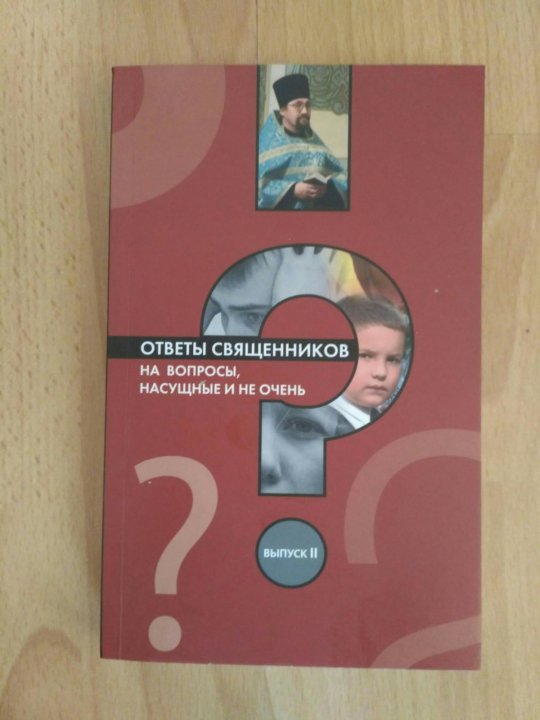 ОТВЕТЫ СВЯЩЕННИКОВ
НА ВОПРОСЫ,
НАСУЩНЫЕ И НЕ ОЧЕНЬ
ВЫПУСК II